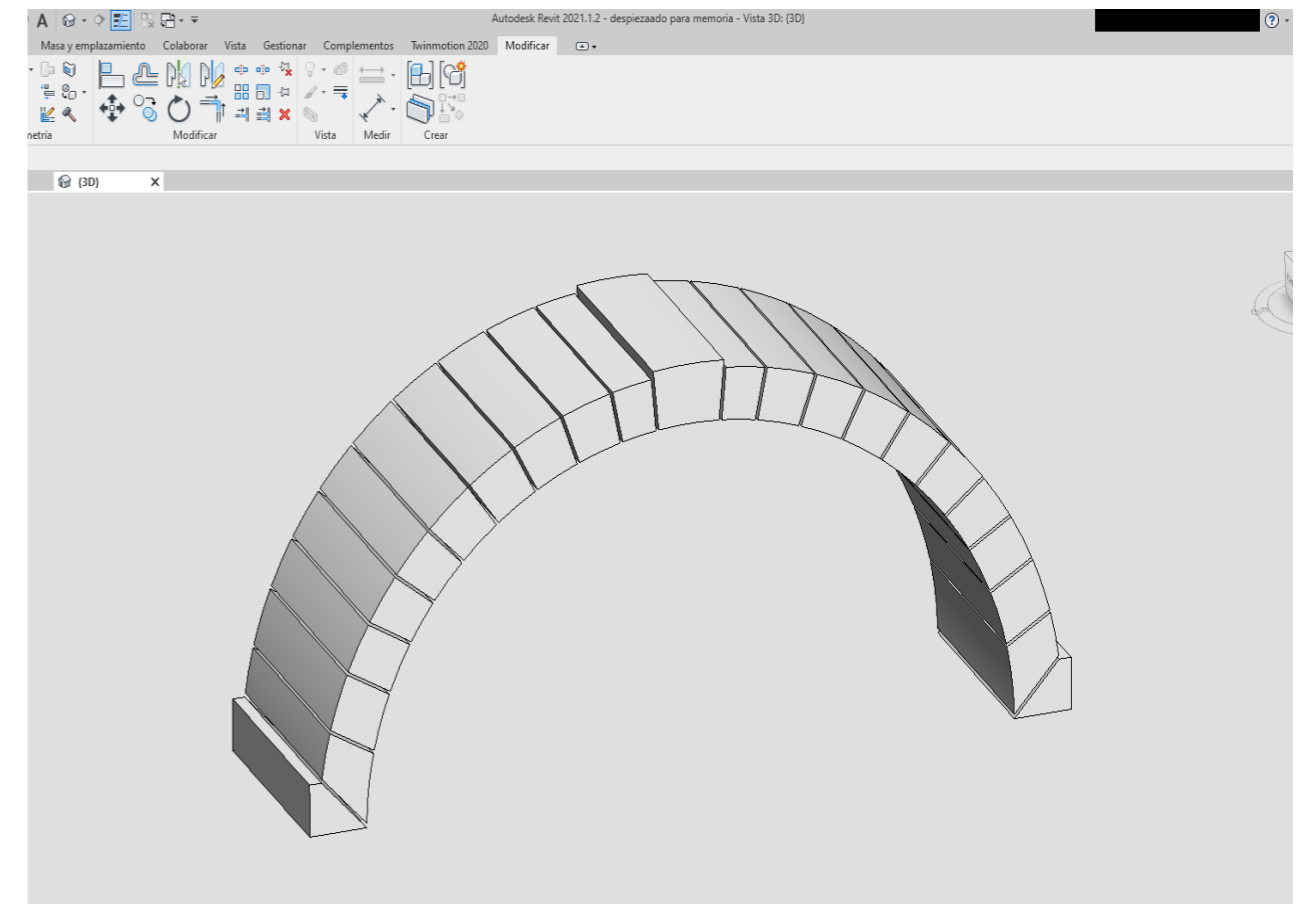 A
Autodesk Revit 2021.1.2 - despiezaado para memoria - Vista 3D: {3D}
?
Masa y emplazamiento Colaborar Vista Gestionar Complementos Twinmotion 2020 Modificar
netría Modificar Vista Medir Crear
{3D} X